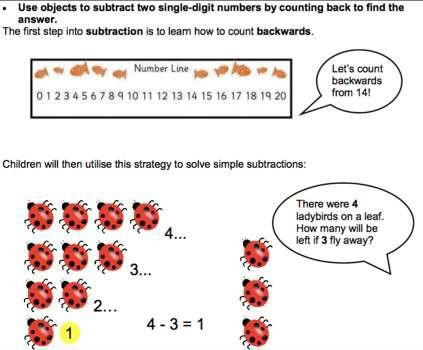 • Use objects to subtract two single-digit numbers by counting back to find the
answer.
The first step into subtraction is to learn how to count backwards.
Number Line
0 1 2 3 4 5 6 7 8 9 10 11 12 13 14 15 16 17 18 19 20
Let's count
backwards
from 14!
Children will then utilise this strategy to solve simple subtractions:
There were 4
ladybirds on a leaf.
How many will be
left if 3 fly away?
4...
3...
2...
1
4 - 3 = 1